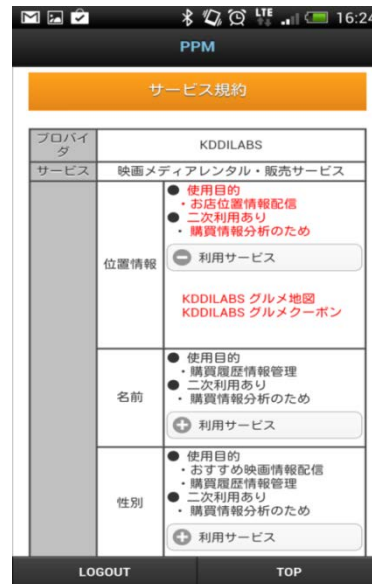 LTE 16:24
PPM
サービス規約
プロバイダ
KDDILABS
サービス
映画メディアレンタル・販売サービス
位置情報
● 使用目的
・お店位置情報配信
● 二次利用あり
・ 購買情報分析のため
利用サービス
KDDILABS グルメ地図
KDDILABS グルメクーポン
名前
● 使用目的
・購買履歴情報管理
● 二次利用あり
・ 購買情報分析のため
利用サービス
性別
● 使用目的
・おすすめ映画情報配信
・購買履歴情報管理
● 二次利用あり
・ 購買情報分析のため
利用サービス
LOGOUT TOP